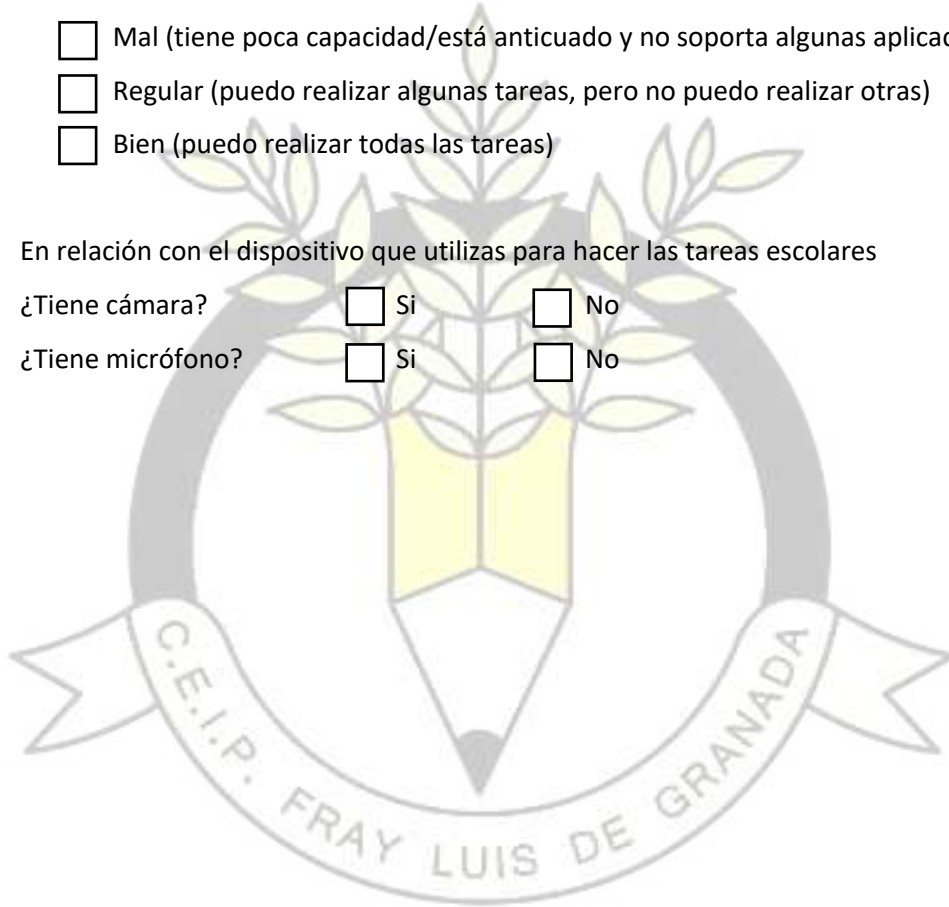 Mal (tiene poca capacidad/está anticuado y no soporta algunas
Regular (puedo realizar algunas tareas, pero no puedo realizar otras)
Bien (puedo realizar todas las tareas)
En relación con el dispositivo que utilizas para hacer las tareas escolares
¿Tiene cámara? Si No
¿Tiene micrófono? Si No
C.E.I.P. FRAY LUIS DE GRANADA